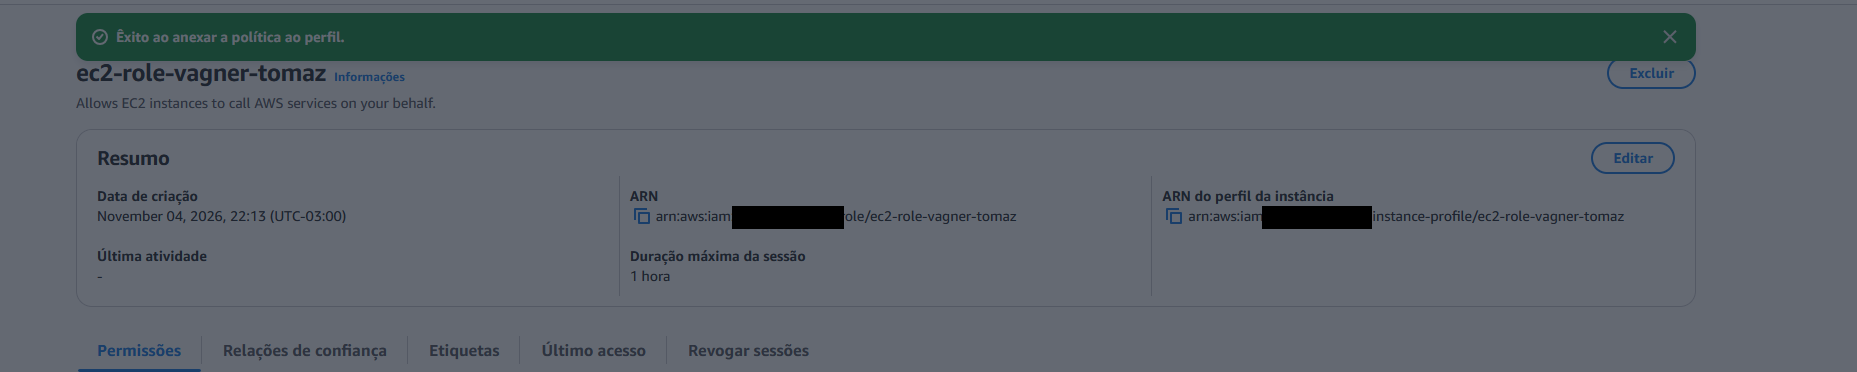 Êxito ao anexar a política ao perfil.
ec2-role-vagner-tomaz Informações
Excluir
Allows EC2 instances to call AWS services on your behalf.
Resumo
Editar
Data de criação
November 04, 2026, 22:13 (UTC-03:00)
ARN
arn:aws:iam: ole/ec2-role-vagner-tomaz
ARN do perfil da instância
arn:aws:iam instance-profile/ec2-role-vagner-tomaz
Última atividade
-
Duração máxima da sessão
1 hora
Permissões
Relações de confiança
Etiquetas
Último acesso
Revogar sessões